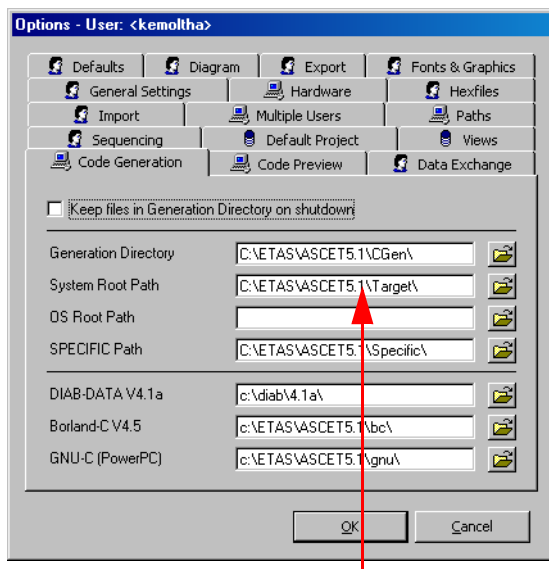 Options - User: <kemoltha>
Defaults Diagram Export Fonts & Graphics
General Settings Hardware Hexfiles
Import Multiple Users Paths
Sequencing Default Project Views
Code Generation Code Preview Data Exchange
Keep files in Generation Directory on shutdown
Generation Directory C:\ETAS\ASCET5.1\CGen\
System Root Path C:\ETAS\ASCET5.1\Target\
OS Root Path
SPECIFIC Path C:\ETAS\ASCET5.1\Specific\
DIAB-DATA V4.1a c:\diab\4.1a\
Borland-C V4.5 c:\ETAS\ASCET5.1\bc\
GNU-C (PowerPC) c:\ETAS\ASCET5.1\gnu\
OK Cancel